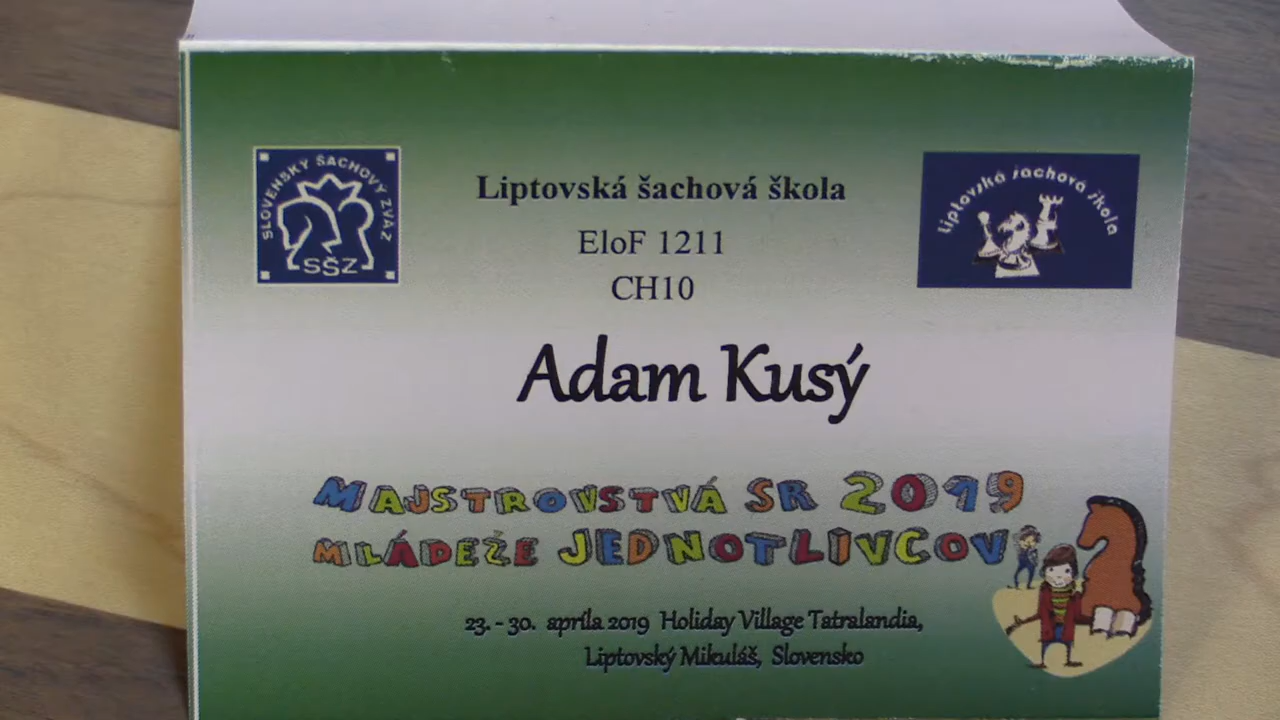 SLOVENSKÝ ŠACHOVÝ ZVÄZ
SŠZ
Liptovská šachová škola
EloF 1211
CH10
Liptovská šachová škola
Adam Kusý
MAJSTROVSTVÁ SR 2019
MLÁDEŽE JEDNOTLIVCOV
23. - 30. apríla 2019 Holiday Village Tatralandia,
Liptovský Mikuláš, Slovensko